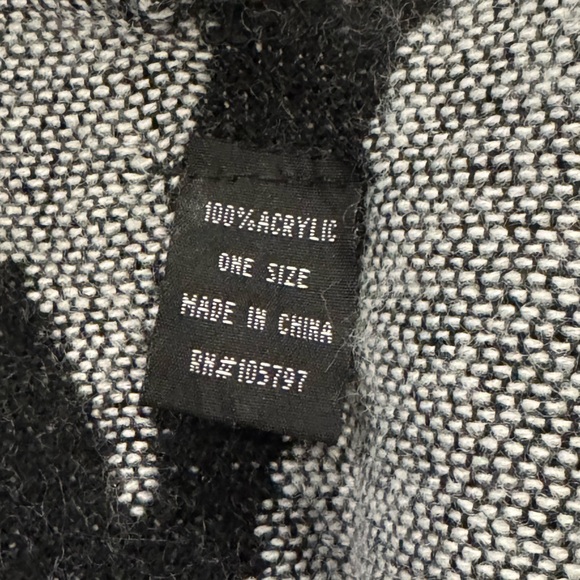 100%ACRYLIC
ONE SIZE
MADE IN CHINA
RN#105797